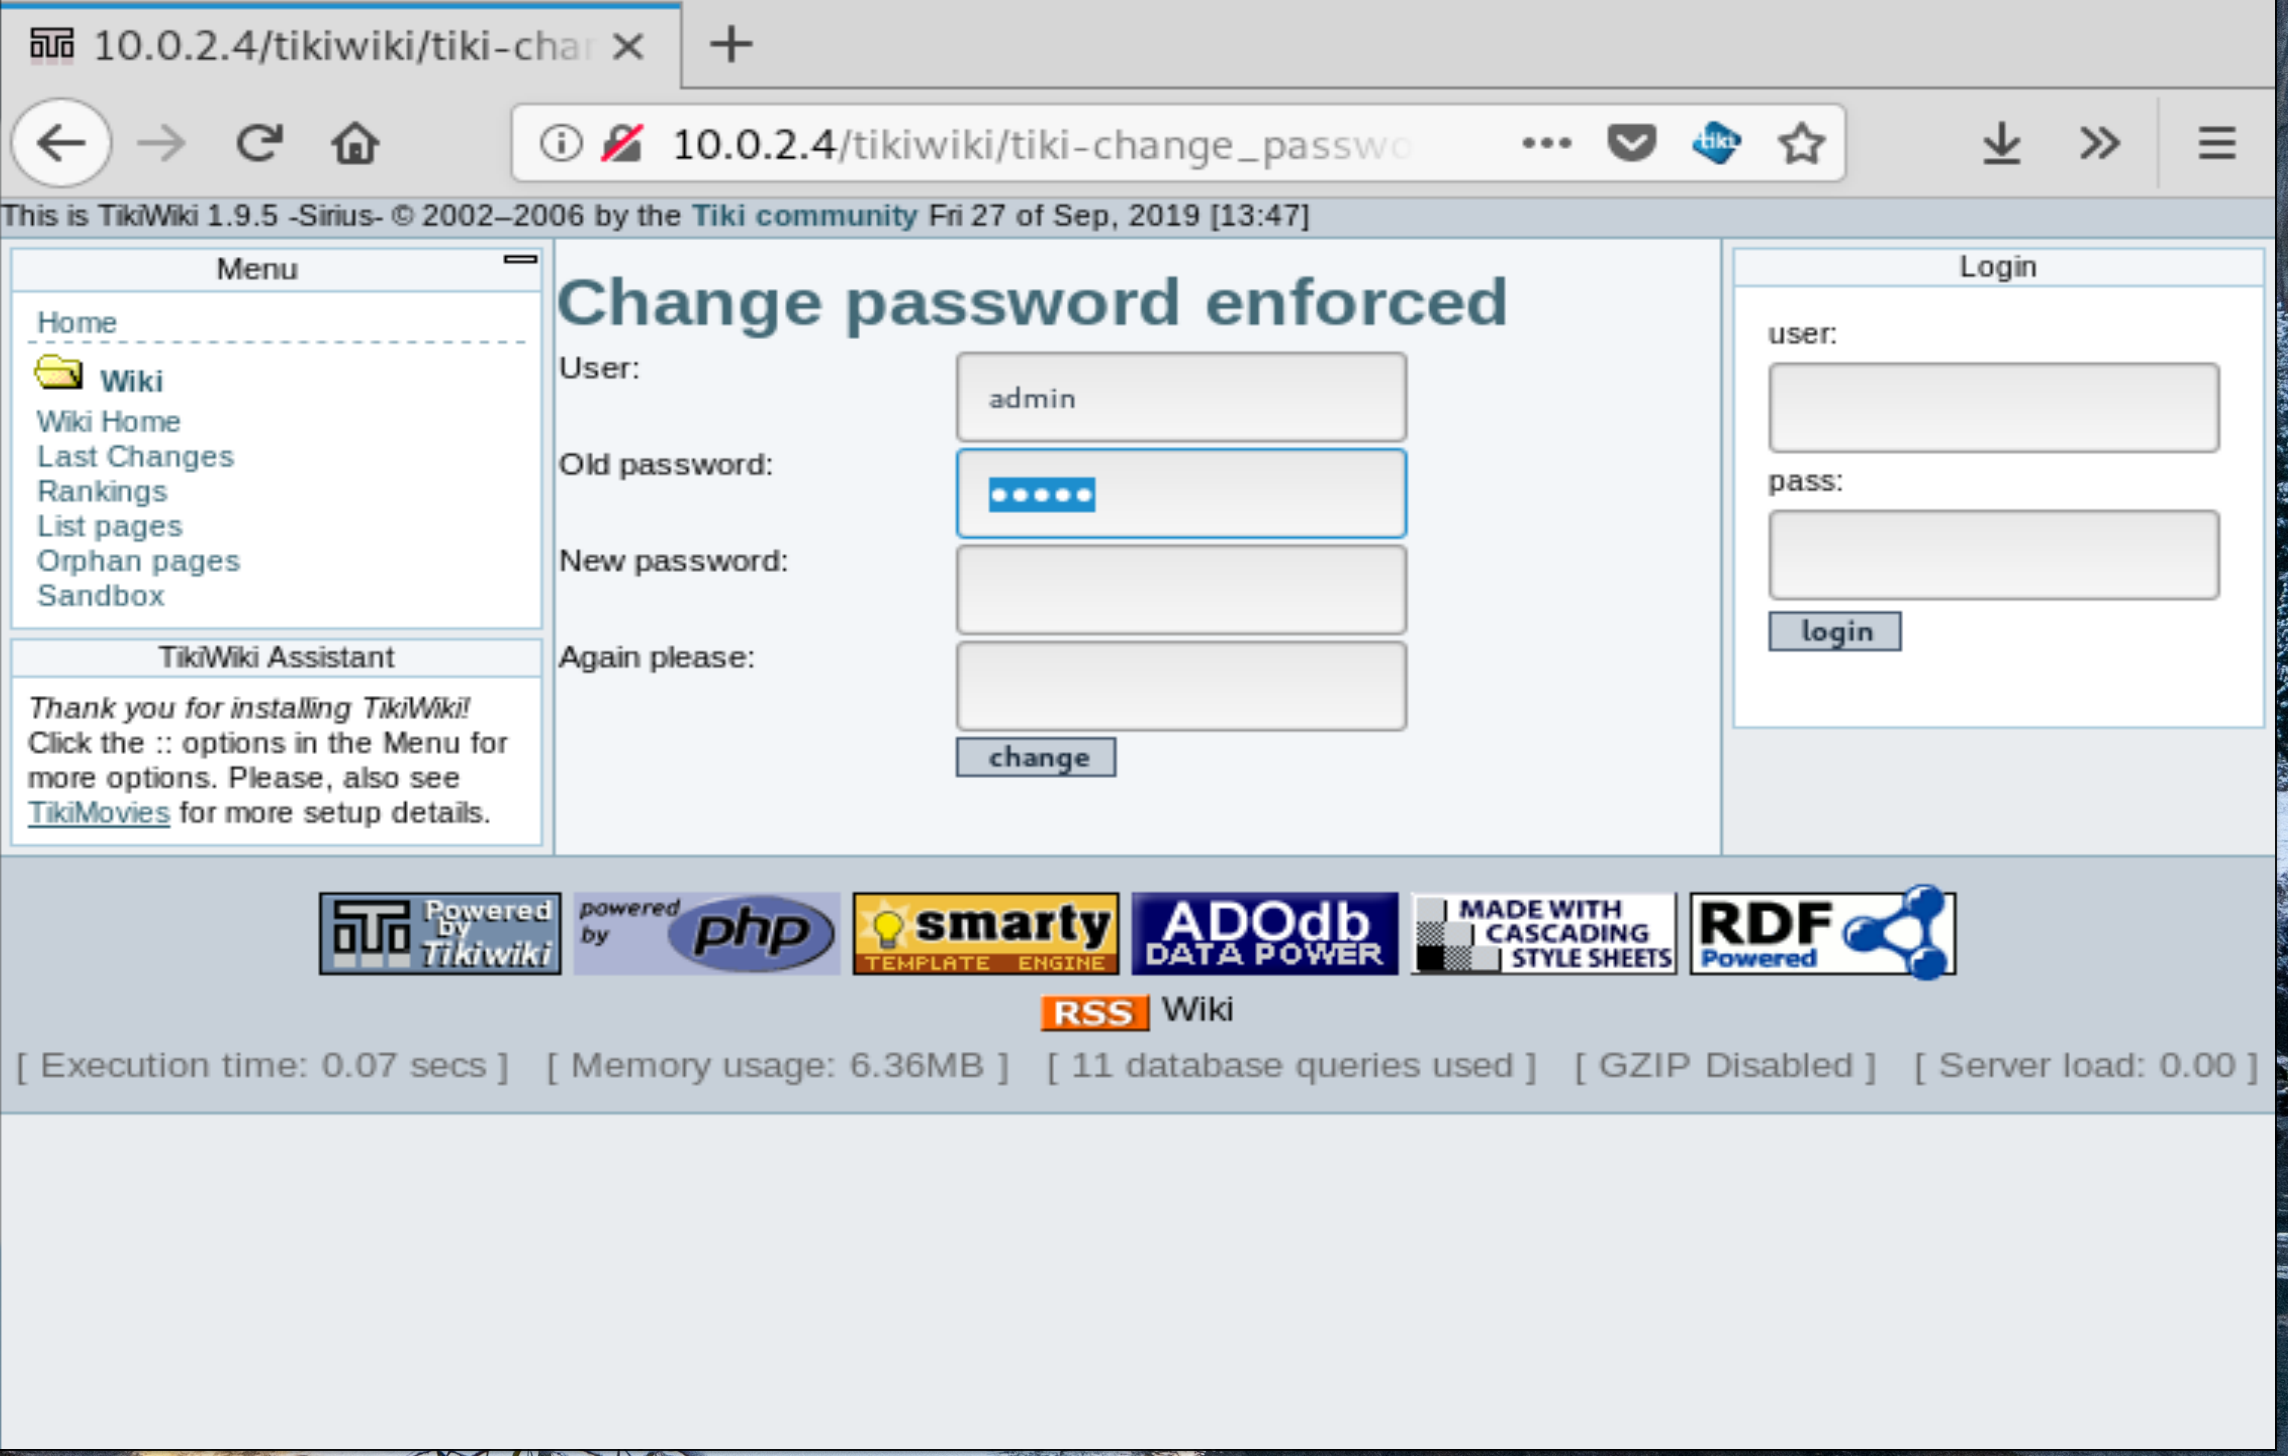 10.0.2.4/tikiwiki/tiki-char
10.0.2.4/tikiwiki/tiki-change_passwo
tiki
This is TikiWiki 1.9.5 -Sirius- © 2002–2006 by the Tiki community Fri 27 of Sep, 2019 [13:47]
Menu
Home
Wiki
Wiki Home
Last Changes
Rankings
List pages
Orphan pages
Sandbox
TikiWiki Assistant
Thank you for installing TikiWiki!
Click the :: options in the Menu for
more options. Please, also see
TikiMovies for more setup details.
Change password enforced
User:
admin
Old password:
New password:
Again please:
change
Login
user:
pass:
login
Powered
by
Tikiwiki
powered
by
php
smarty
TEMPLATE ENGINE
ADOdb
DATA POWER
MADE WITH
CASCADING
STYLE SHEETS
RDF
Powered
RSS Wiki
[ Execution time: 0.07 secs ] [ Memory usage: 6.36MB ] [ 11 database queries used ] [ GZIP Disabled ] [ Server load: 0.00 ]